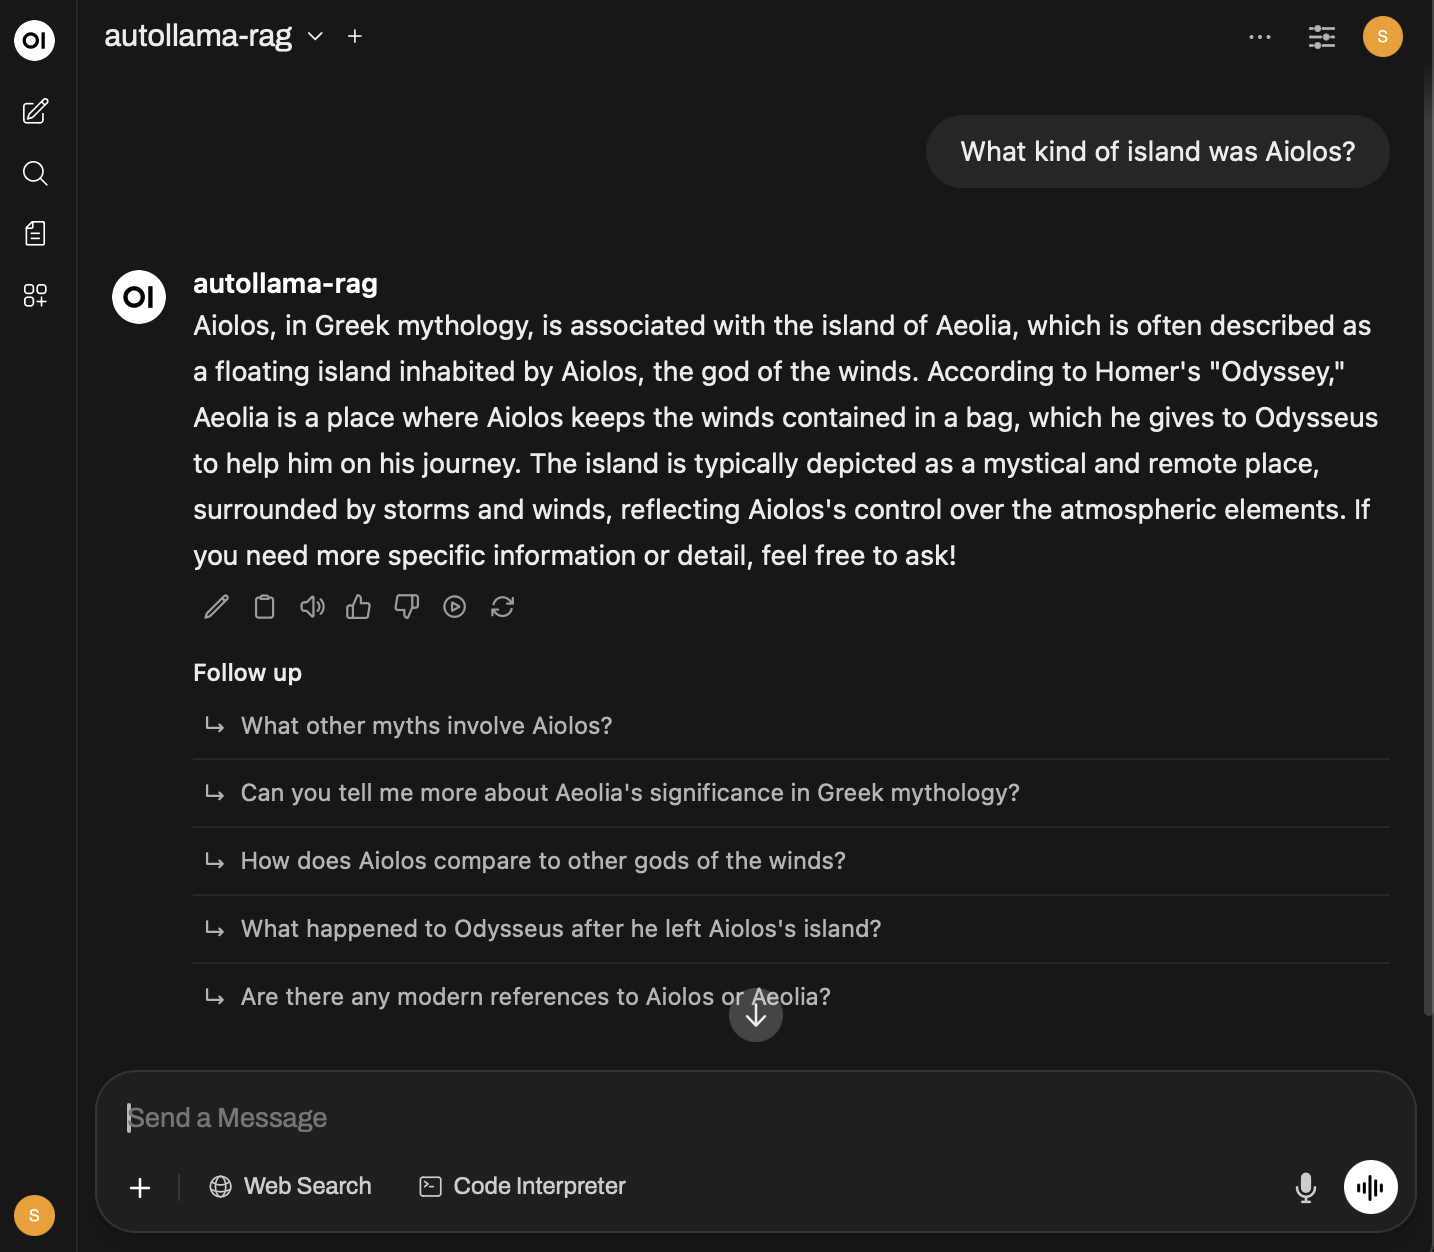 OI
autollama-rag
S
What kind of island was Aiolos?
OI
autollama-rag
Aiolos, in Greek mythology, is associated with the island of Aeolia, which is often described as
a floating island inhabited by Aiolos, the god of the winds. According to Homer's "Odyssey,"
Aeolia is a place where Aiolos keeps the winds contained in a bag, which he gives to Odysseus
to help him on his journey. The island is typically depicted as a mystical and remote place,
surrounded by storms and winds, reflecting Aiolos's control over the atmospheric elements. If
you need more specific information or detail, feel free to ask!
Follow up
What other myths involve Aiolos?
Can you tell me more about Aeolia's significance in Greek mythology?
How does Aiolos compare to other gods of the winds?
What happened to Odysseus after he left Aiolos's island?
Are there any modern references to Aiolos or Aeolia?
Send a Message
Web Search
Code Interpreter
S